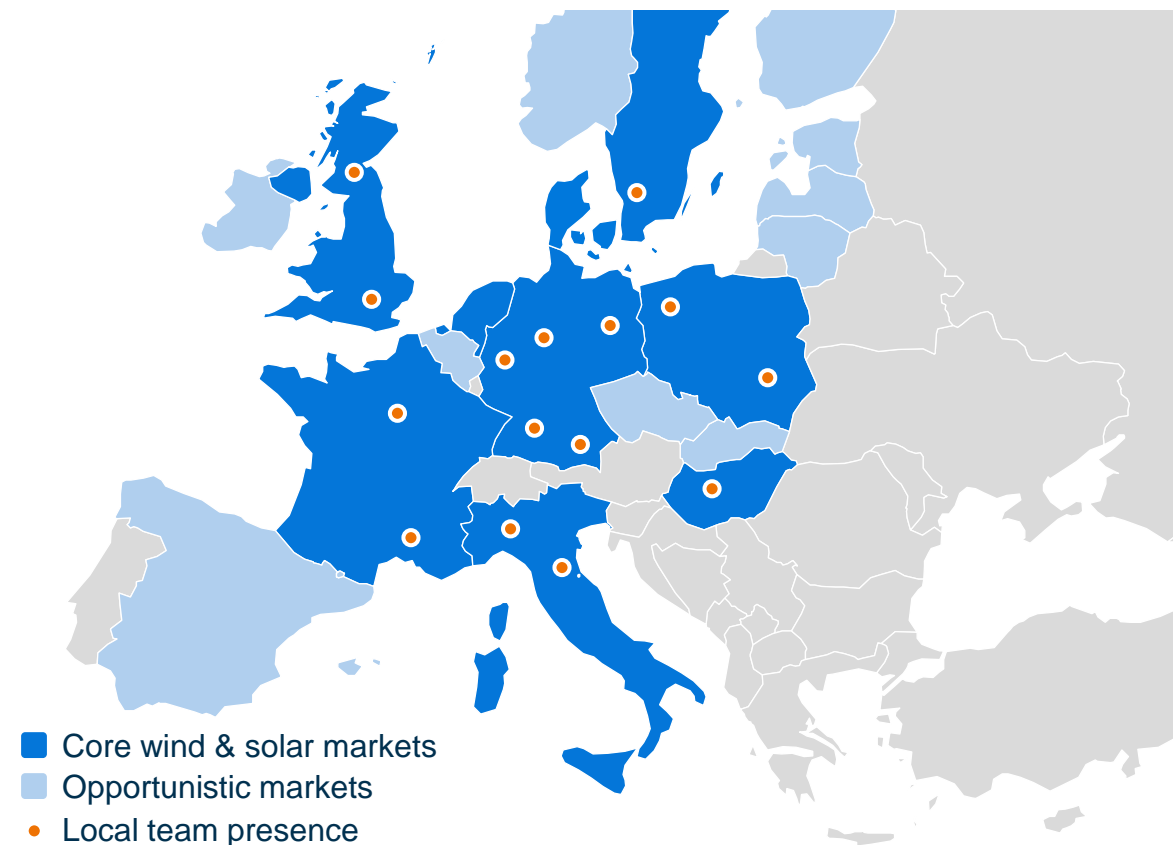 Core wind & solar markets
Opportunistic markets
Local team presence